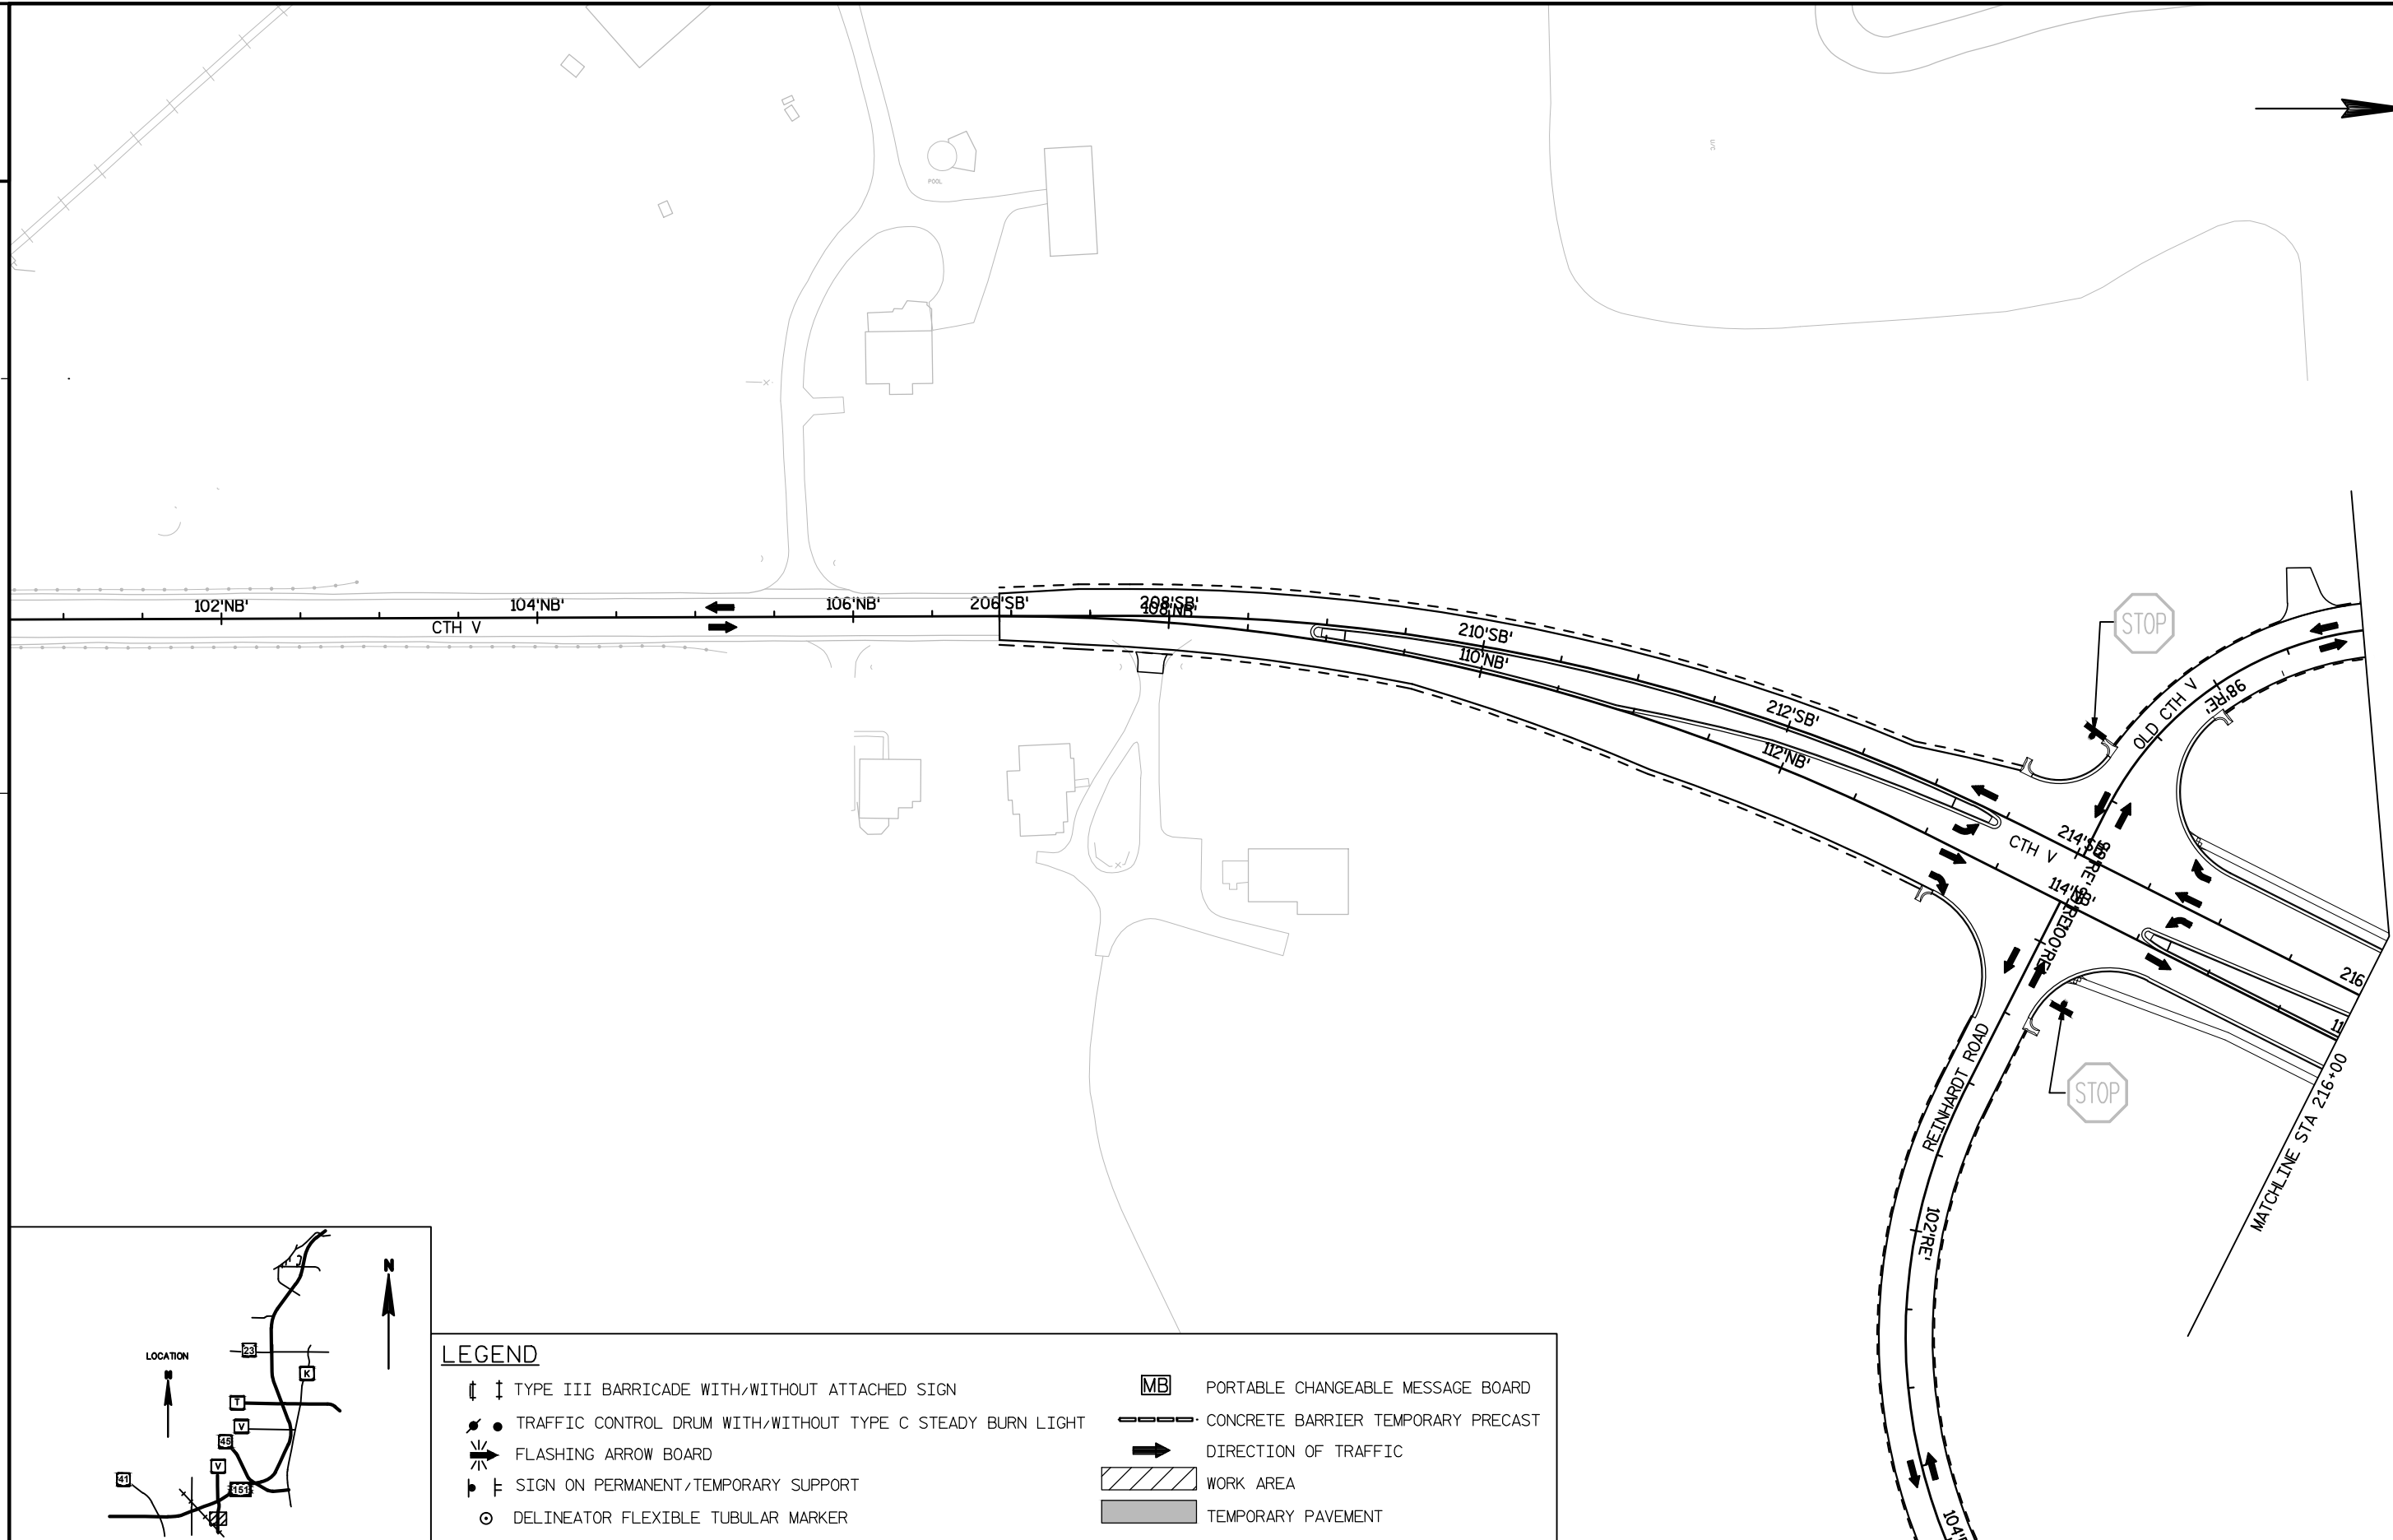 POOL
102'NB'
104'NB'
106'NB'
206'SB'
208'SB'
108'NB'
CTH V
210'SB'
110'NB'
212'SB'
112'NB'
STOP
OLD CTH V
98'RE'
CTH V
214'SB'
114'NB'
100'RE'
216
11
REINHARDT ROAD
STOP
MATCHLINE STA 216+00
102'RE'
N
LOCATION
N
23
K
T
V
45
V
41
151
LEGEND
TYPE III BARRICADE WITH/WITHOUT ATTACHED SIGN
TRAFFIC CONTROL DRUM WITH/WITHOUT TYPE C STEADY BURN LIGHT
FLASHING ARROW BOARD
SIGN ON PERMANENT/TEMPORARY SUPPORT
DELINEATOR FLEXIBLE TUBULAR MARKER
MB PORTABLE CHANGEABLE MESSAGE BOARD
CONCRETE BARRIER TEMPORARY PRECAST
DIRECTION OF TRAFFIC
WORK AREA
TEMPORARY PAVEMENT